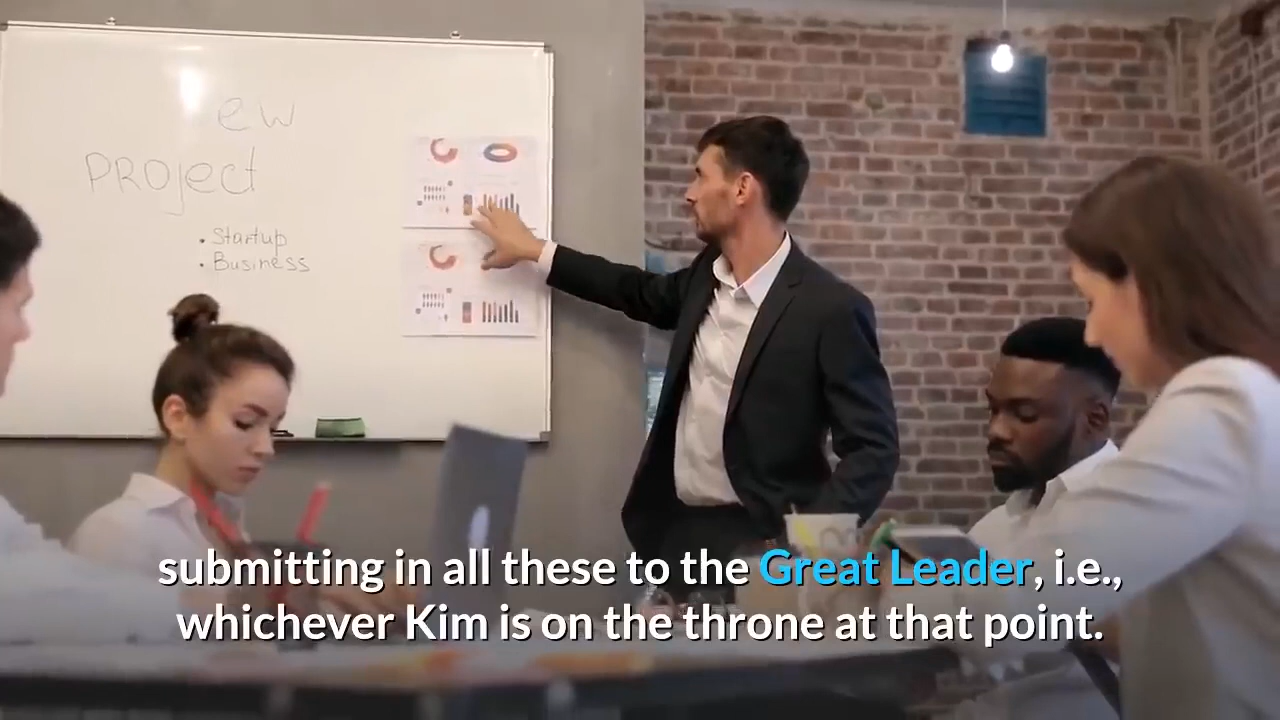 ew
PROject
• Startup
• Business
submitting in all these to the Great Leader, i.e.,
whichever Kim is on the throne at that point.